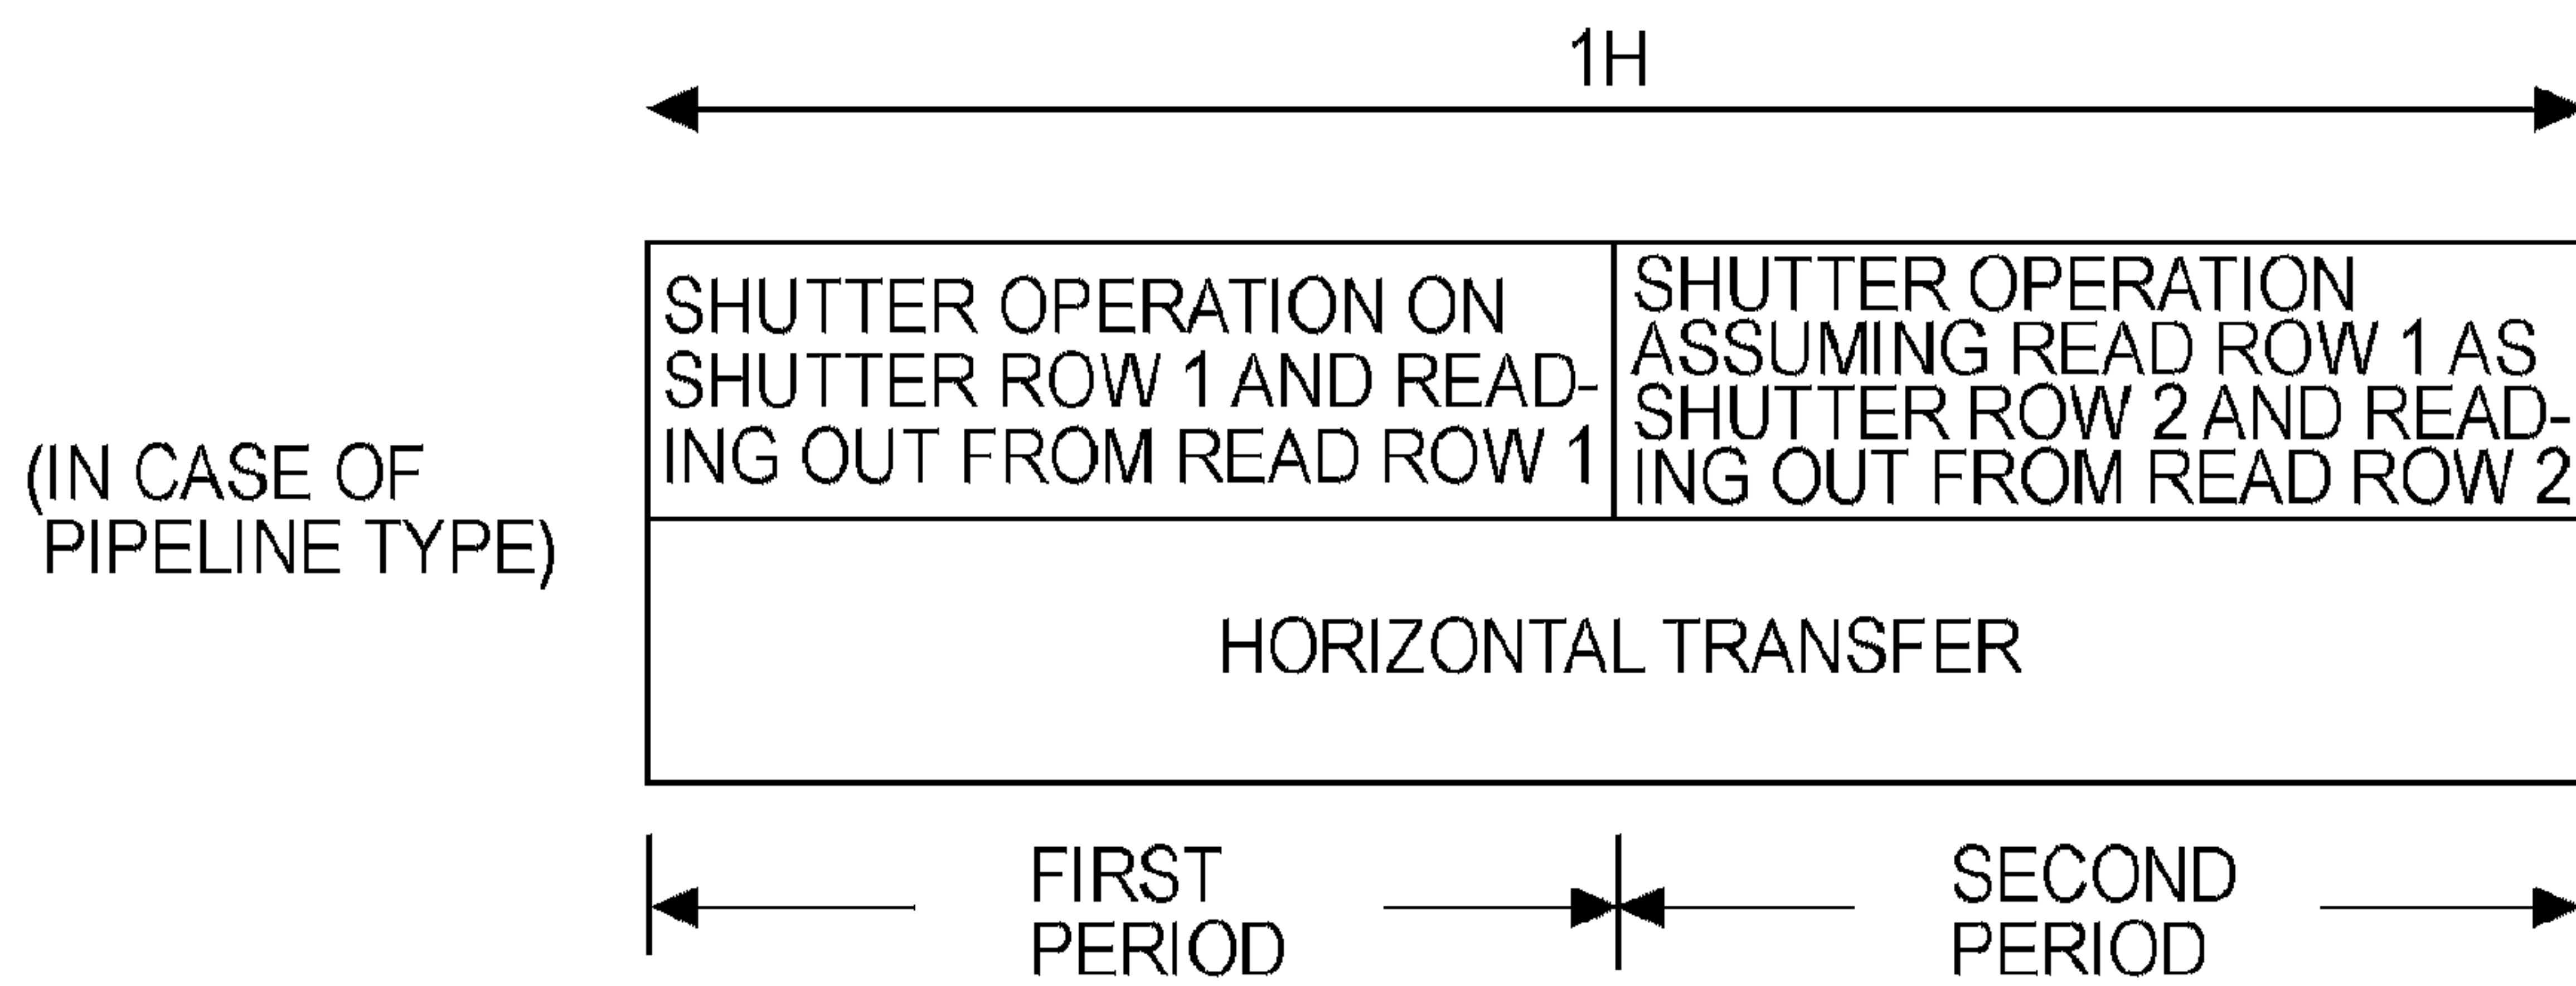 1H
SHUTTER OPERATION ON
SHUTTER ROW 1 AND READ-
ING OUT FROM READ ROW 1
SHUTTER OPERATION
ASSUMING READ ROW 1 AS
SHUTTER ROW 2 AND READ-
ING OUT FROM READ ROW 2
(IN CASE OF
PIPELINE TYPE)
HORIZONTAL TRANSFER
FIRST
PERIOD
SECOND
PERIOD